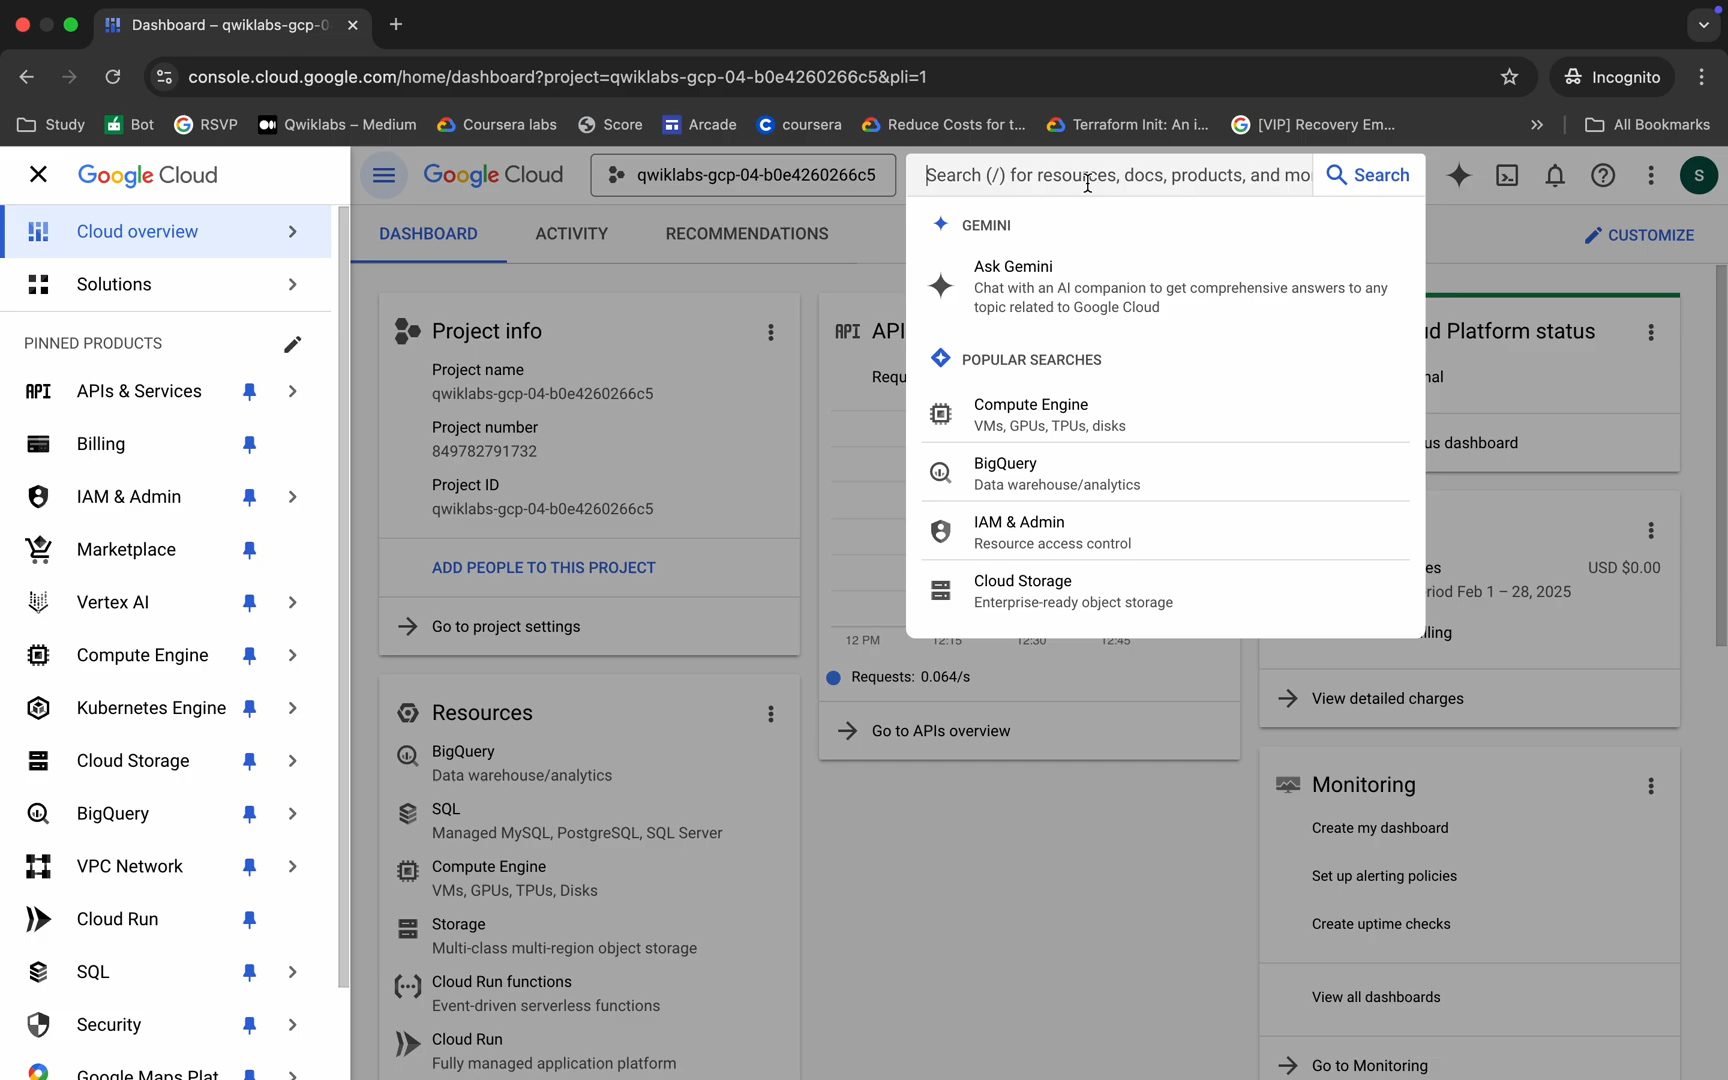 Dashboard – qwiklabs-gcp-0
console.cloud.google.com/home/dashboard?project=qwiklabs-gcp-04-b0e4260266c5&pli=1
Incognito
Study
Bot
RSVP
Qwiklabs – Medium
Coursera labs
Score
Arcade
coursera
Reduce Costs for t...
Terraform Init: An i...
[VIP] Recovery Em...
»
All Bookmarks
Google Cloud
Google Cloud
qwiklabs-gcp-04-b0e4260266c5
Search (/) for resources, docs, products, and mo
Search
S
Cloud overview
Solutions
PINNED PRODUCTS
API APIs & Services
Billing
IAM & Admin
Marketplace
Vertex AI
Compute Engine
Kubernetes Engine
Cloud Storage
BigQuery
VPC Network
Cloud Run
SQL
Security
Google Maps Plat
DASHBOARD
ACTIVITY
RECOMMENDATIONS
CUSTOMIZE
Project info
Project name
qwiklabs-gcp-04-b0e4260266c5
Project number
849782791732
Project ID
qwiklabs-gcp-04-b0e4260266c5
ADD PEOPLE TO THIS PROJECT
Go to project settings
Resources
BigQuery
Data warehouse/analytics
SQL
Managed MySQL, PostgreSQL, SQL Server
Compute Engine
VMs, GPUs, TPUs, Disks
Storage
Multi-class multi-region object storage
Cloud Run functions
Event-driven serverless functions
Cloud Run
Fully managed application platform
API API
Requ
12 PM
12:15
12:30
12:45
Requests: 0.064/s
Go to APIs overview
GEMINI
Ask Gemini
Chat with an AI companion to get comprehensive answers to any
topic related to Google Cloud
POPULAR SEARCHES
Compute Engine
VMs, GPUs, TPUs, disks
BigQuery
Data warehouse/analytics
IAM & Admin
Resource access control
Cloud Storage
Enterprise-ready object storage
d Platform status
nal
us dashboard
es
USD $0.00
riod Feb 1 – 28, 2025
lling
View detailed charges
Monitoring
Create my dashboard
Set up alerting policies
Create uptime checks
View all dashboards
Go to Monitoring